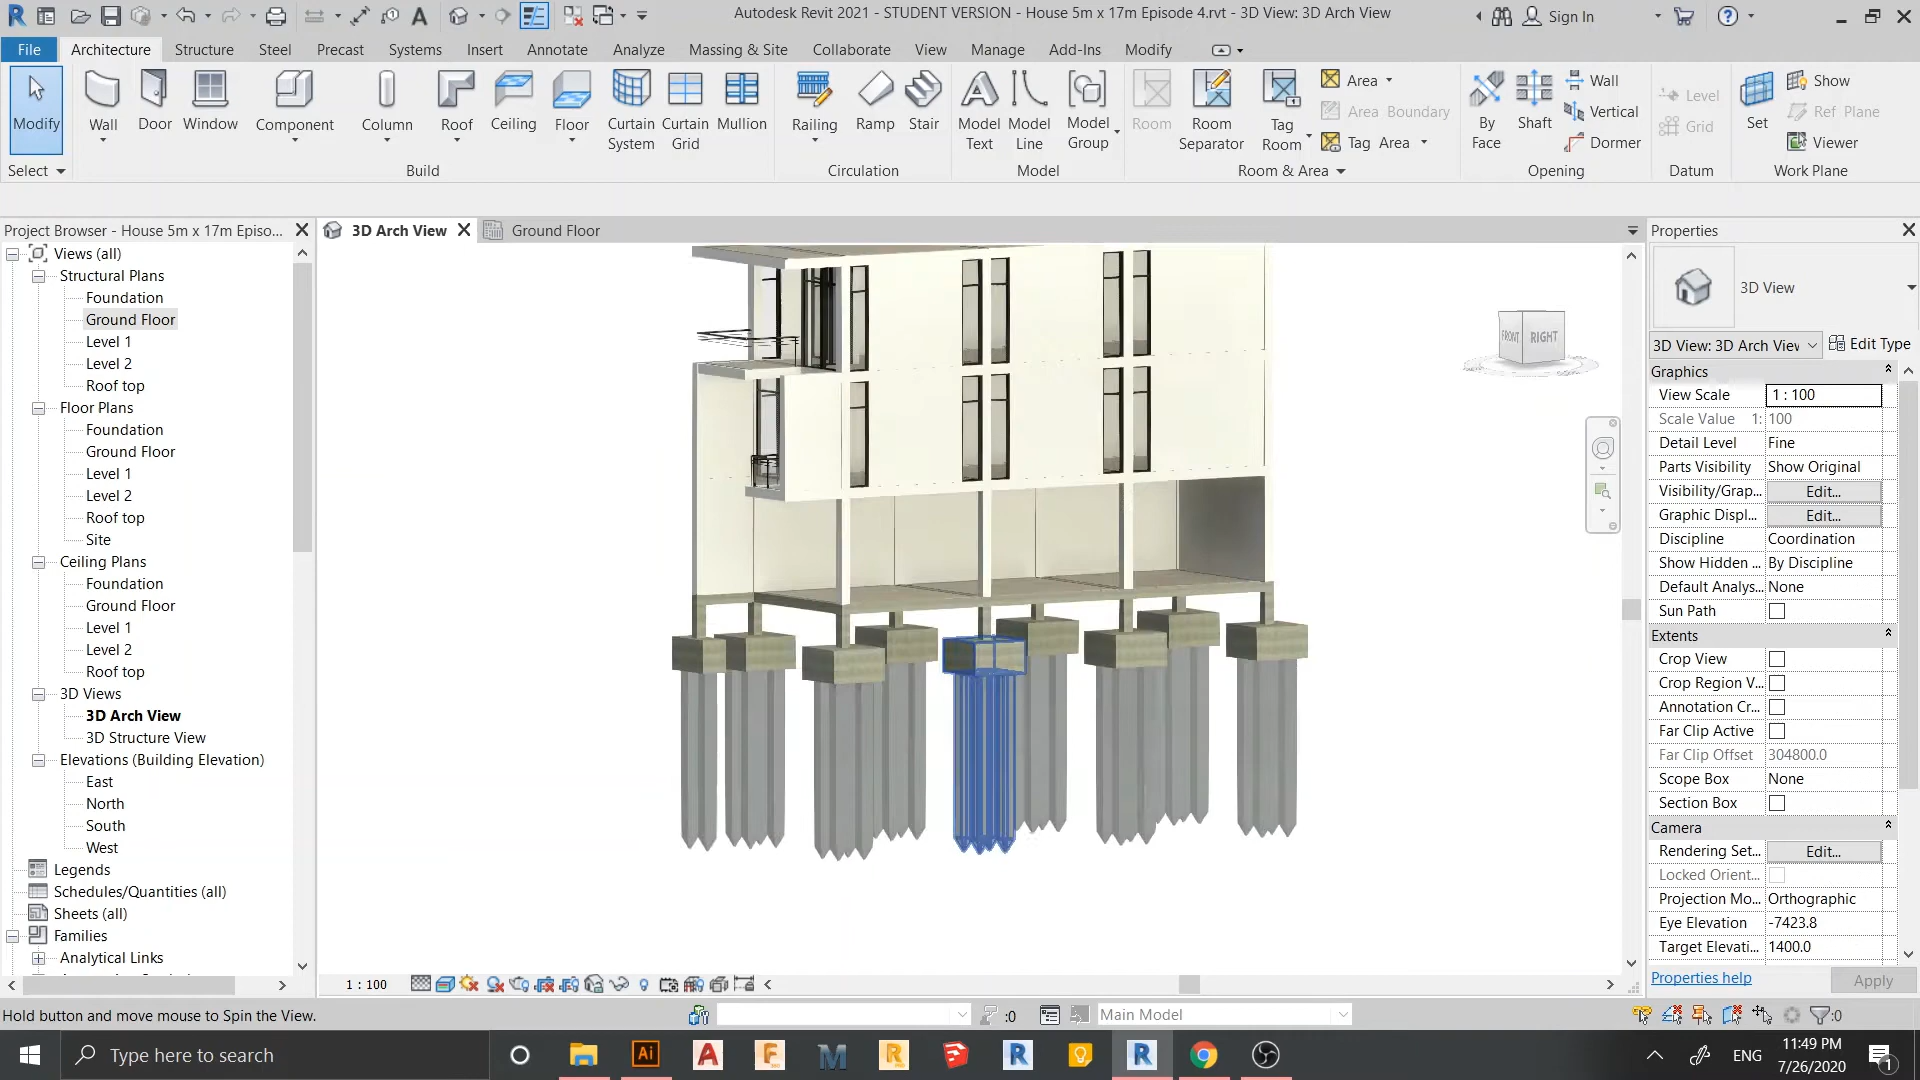 Autodesk Revit 2021 - STUDENT VERSION - House 5m x 17m Episode 4.rvt - 3D View: 3D Arch View
Sign In
File Architecture Structure Steel Precast Systems Insert Annotate Analyze Massing & Site Collaborate View Manage Add-Ins Modify
Modify
Wall
Door
Window
Component
Column
Roof
Ceiling
Floor
Curtain System
Curtain Grid
Mullion
Railing
Ramp
Stair
Model Text
Model Line
Model Group
Room
Room Separator
Tag Room
Area
Area Boundary
Tag Area
By Face
Shaft
Wall
Vertical
Dormer
Level
Grid
Set
Show
Ref Plane
Viewer
Select Build Circulation Model Room & Area Opening Datum Work Plane
Project Browser - House 5m x 17m Episo...
Views (all)
Structural Plans
Foundation
Ground Floor
Level 1
Level 2
Roof top
Floor Plans
Foundation
Ground Floor
Level 1
Level 2
Roof top
Site
Ceiling Plans
Foundation
Ground Floor
Level 1
Level 2
Roof top
3D Views
3D Arch View
3D Structure View
Elevations (Building Elevation)
East
North
South
West
Legends
Schedules/Quantities (all)
Sheets (all)
Families
Analytical Links
3D Arch View
Ground Floor
FRONT RIGHT
Properties
3D View
3D View: 3D Arch Viev Edit Type
Graphics
View Scale 1 : 100
Scale Value 1: 100
Detail Level Fine
Parts Visibility Show Original
Visibility/Grap... Edit...
Graphic Displ... Edit...
Discipline Coordination
Show Hidden ... By Discipline
Default Analys... None
Sun Path
Extents
Crop View
Crop Region V...
Annotation Cr...
Far Clip Active
Far Clip Offset 304800.0
Scope Box None
Section Box
Camera
Rendering Set... Edit...
Locked Orient...
Projection Mo... Orthographic
Eye Elevation -7423.8
Target Elevati... 1400.0
Properties help Apply
1 : 100
Hold button and move mouse to Spin the View.
:0
Main Model
:0
Type here to search
ENG
11:49 PM
7/26/2020
1